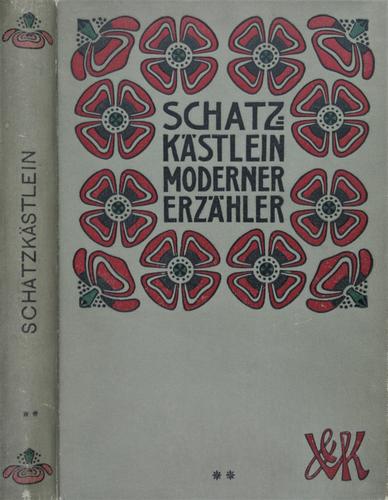 SCHATZKÄSTLEIN
**
SCHATZ=
KÄSTLEIN
MODERNER
ERZÄHLER
**
V&K